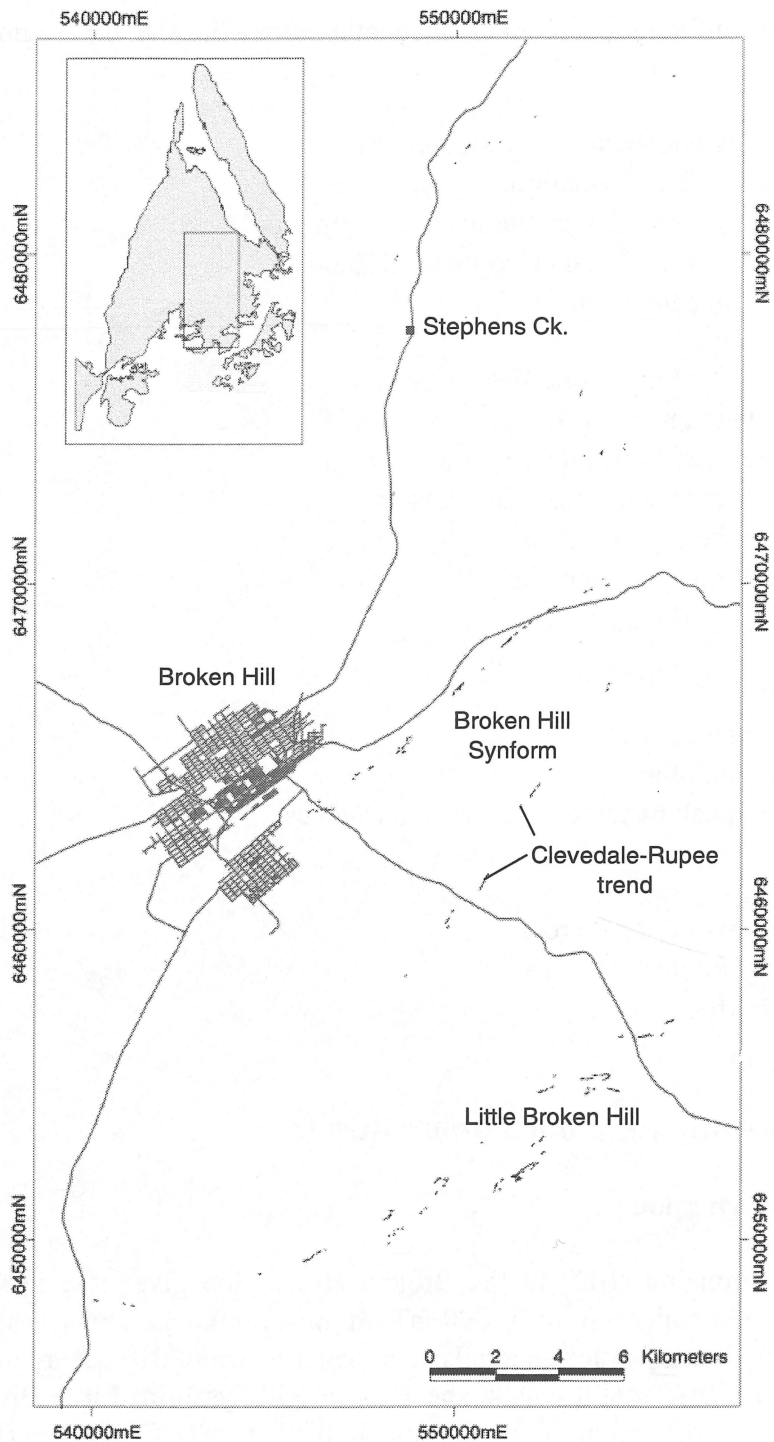 540000mE
550000mE
6480000mN
6480000mN
Stephens Ck.
6470000mN
6470000mN
Broken Hill
Broken Hill
Synform
Clevedale-Rupee
trend
6460000mN
6460000mN
Little Broken Hill
6450000mN
6450000mN
0 2 4 6 Kilometers
540000mE
550000mE